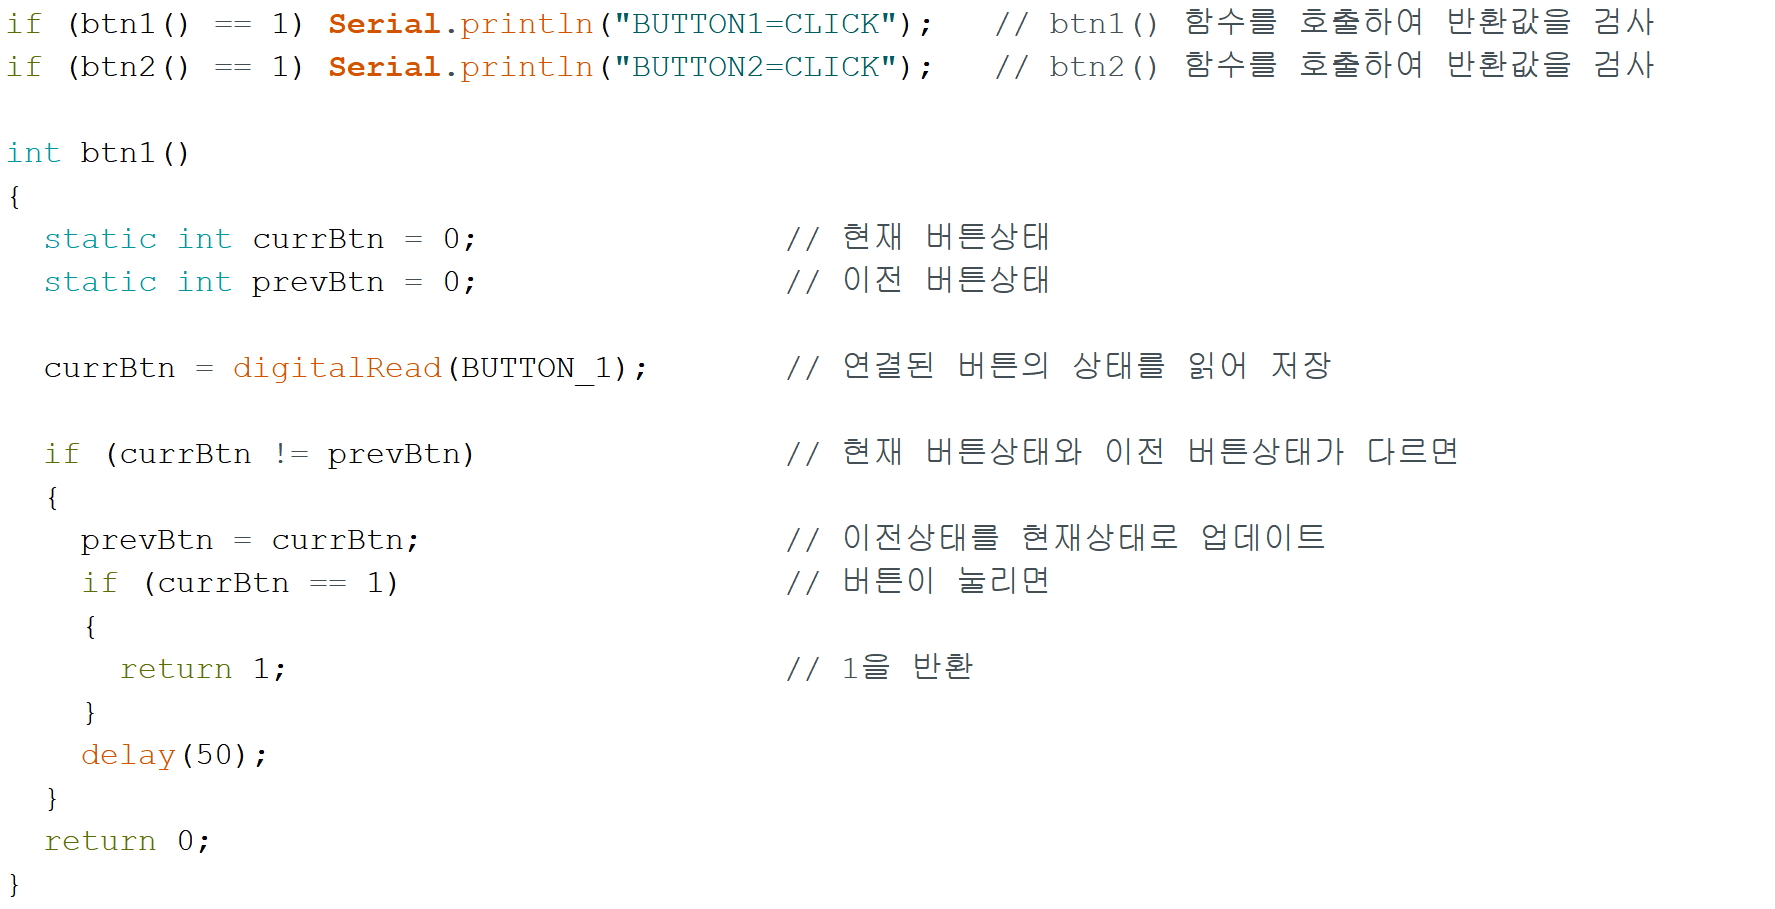 if (btn1() == 1) Serial.println("BUTTON1=CLICK");   // btn1() 함수를 호출하여 반환값을 검사
if (btn2() == 1) Serial.println("BUTTON2=CLICK");   // btn2() 함수를 호출하여 반환값을 검사
int btn1()
{
static int currBtn = 0;   // 현재 버튼상태
static int prevBtn = 0;   // 이전 버튼상태
currBtn = digitalRead(BUTTON_1);   // 연결된 버튼의 상태를 읽어 저장
if (currBtn != prevBtn)   // 현재 버튼상태와 이전 버튼상태가 다르면
{
prevBtn = currBtn;   // 이전상태를 현재상태로 업데이트
if (currBtn == 1)   // 버튼이 눌리면
{
return 1;   // 1을 반환
}
delay(50);
}
return 0;
}